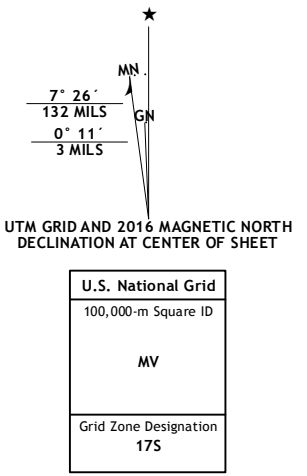 ★
MN
7° 26´
132 MILS
GN
0° 11´
3 MILS
UTM GRID AND 2016 MAGNETIC NORTH
DECLINATION AT CENTER OF SHEET
U.S. National Grid
100,000-m Square ID
MV
Grid Zone Designation
17S